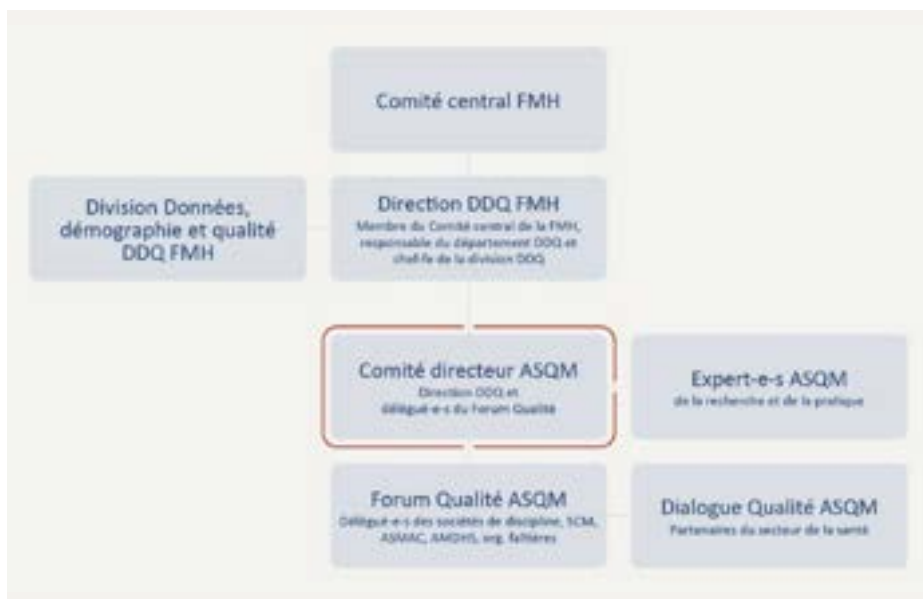 Comité central FMH
Division Données,
démographie et qualité
DDQ FMH
Direction DDQ FMH
Membre du Comité central de la FMH,
responsable du département DDQ et
chef-fe de la division DDQ
Comité directeur ASQM
Direction DDQ et
délégué-e-s du Forum Qualité
Expert-e-s ASQM
de la recherche et de la pratique
Forum Qualité ASQM
Délégué-e-s des sociétés de discipline, SCM,
ASMAC, AMDHS, org. faîtières
Dialogue Qualité ASQM
Partenaires du secteur de la santé